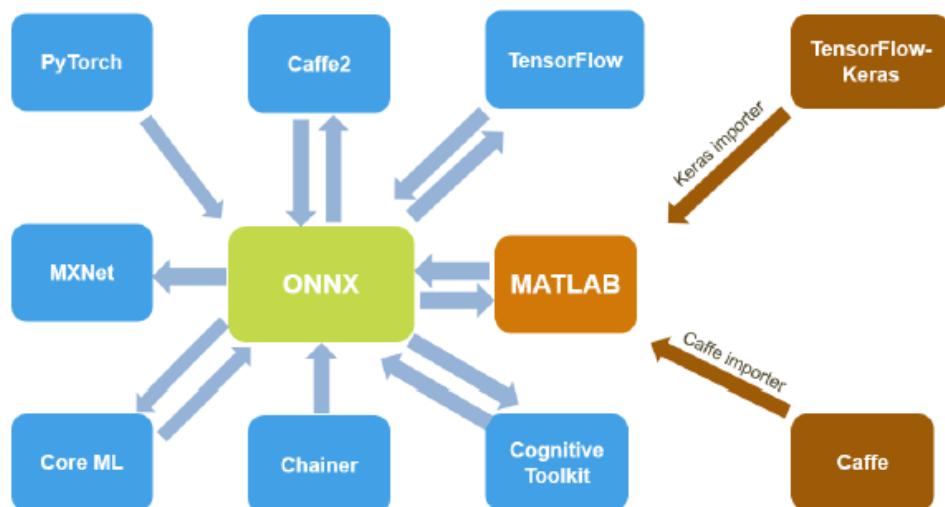 PyTorch
Caffe2
TensorFlow
TensorFlow-
Keras
Keras importer
MXNet
ONNX
MATLAB
Caffe importer
Core ML
Chainer
Cognitive
Toolkit
Caffe